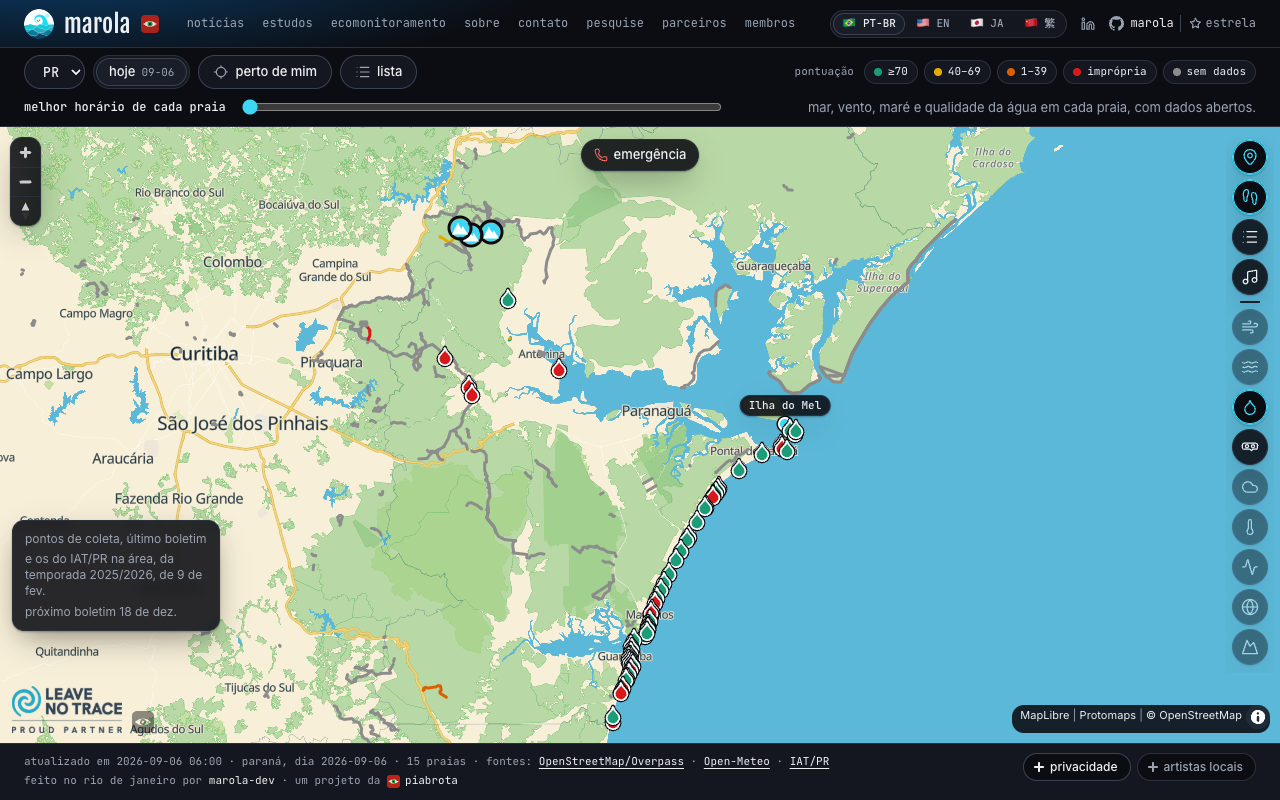 marola
notícias estudos ecomonitoramento sobre contato pesquise parceiros membros
PT-BR EN JA 繁
marola estrela
PR hoje 09-06 perto de mim lista
pontuação ≥70 40–69 1–39 imprópria sem dados
melhor horário de cada praia
mar, vento, maré e qualidade da água em cada praia, com dados abertos.
emergência
Ilha do
Cardoso
Rio Branco do Sul
Bocaiúva do Sul
Colombo
Campina
Grande do Sul
Guaraqueçaba
Ilha do
Superagui
Campo Magro
Curitiba
Piraquara
Antonina
Campo Largo
Ilha do Mel
Paranaguá
São José dos Pinhais
Araucária
Fazenda Rio Grande
pontos de coleta, último boletim
e os do IAT/PR na área, da
temporada 2025/2026, de 9 de
fev.
próximo boletim 18 de dez.
Quitandinha
Tijucas do Sul
LEAVE
NO TRACE
PROUD PARTNER
Agudos do Sul
MapLibre | Protomaps | © OpenStreetMap
atualizado em 2026-09-06 06:00 · paraná, dia 2026-09-06 · 15 praias · fontes: OpenStreetMap/Overpass · Open-Meteo · IAT/PR
feito no rio de janeiro por marola-dev · um projeto da piabrota
privacidade
artistas locais